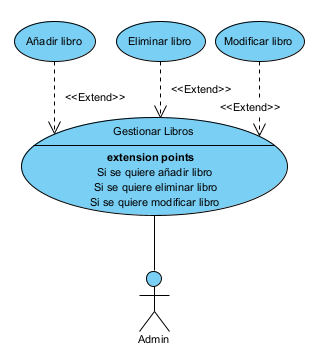 Añadir libro
Eliminar libro
Modificar libro
<<Extend>>
<<Extend>>
<<Extend>>
Gestionar Libros
extension points
Si se quiere añadir libro
Si se quiere eliminar libro
Si se quiere modificar libro
Admin